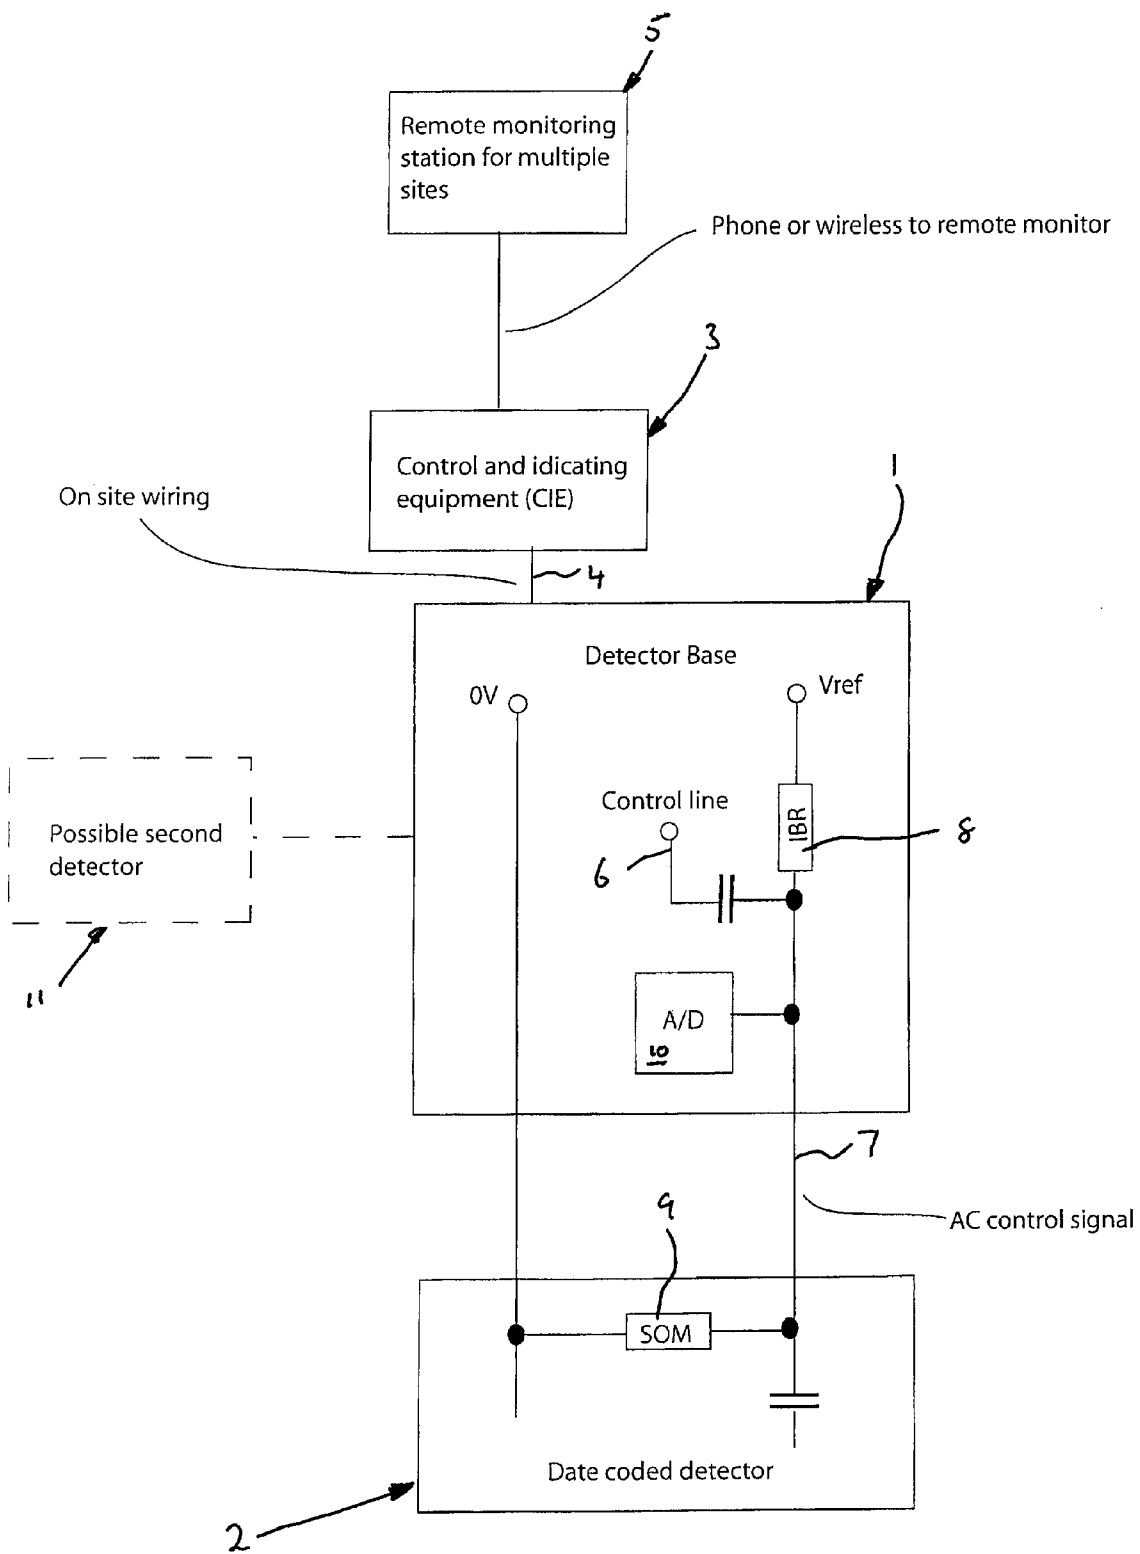 5
Remote monitoring
station for multiple
sites
Phone or wireless to remote monitor
3
Control and idicating
equipment (CIE)
1
On site wiring
4
Detector Base
0V
Vref
Control line
IBR
8
6
Possible second
detector
11
A/D
10
7
AC control signal
9
SOM
Date coded detector
2